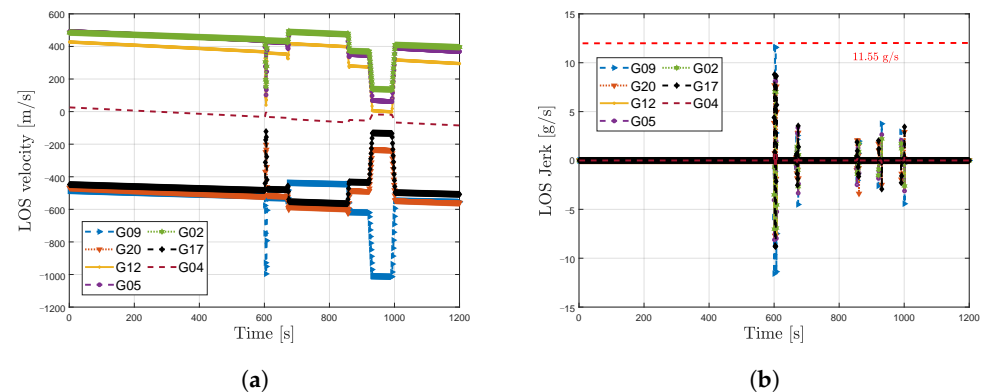 600
400
200
0
−200
−400
−600
−800
−1000
−1200
LOS velocity [m/s]
G09 G02
G20 G17
G12 G04
G05
0 200 400 600 800 1000 1200
Time [s]
(a)
15
10
5
0
−5
−10
−15
LOS Jerk [g/s]
11.55 g/s
G09 G02
G20 G17
G12 G04
G05
0 200 400 600 800 1000 1200
Time [s]
(b)